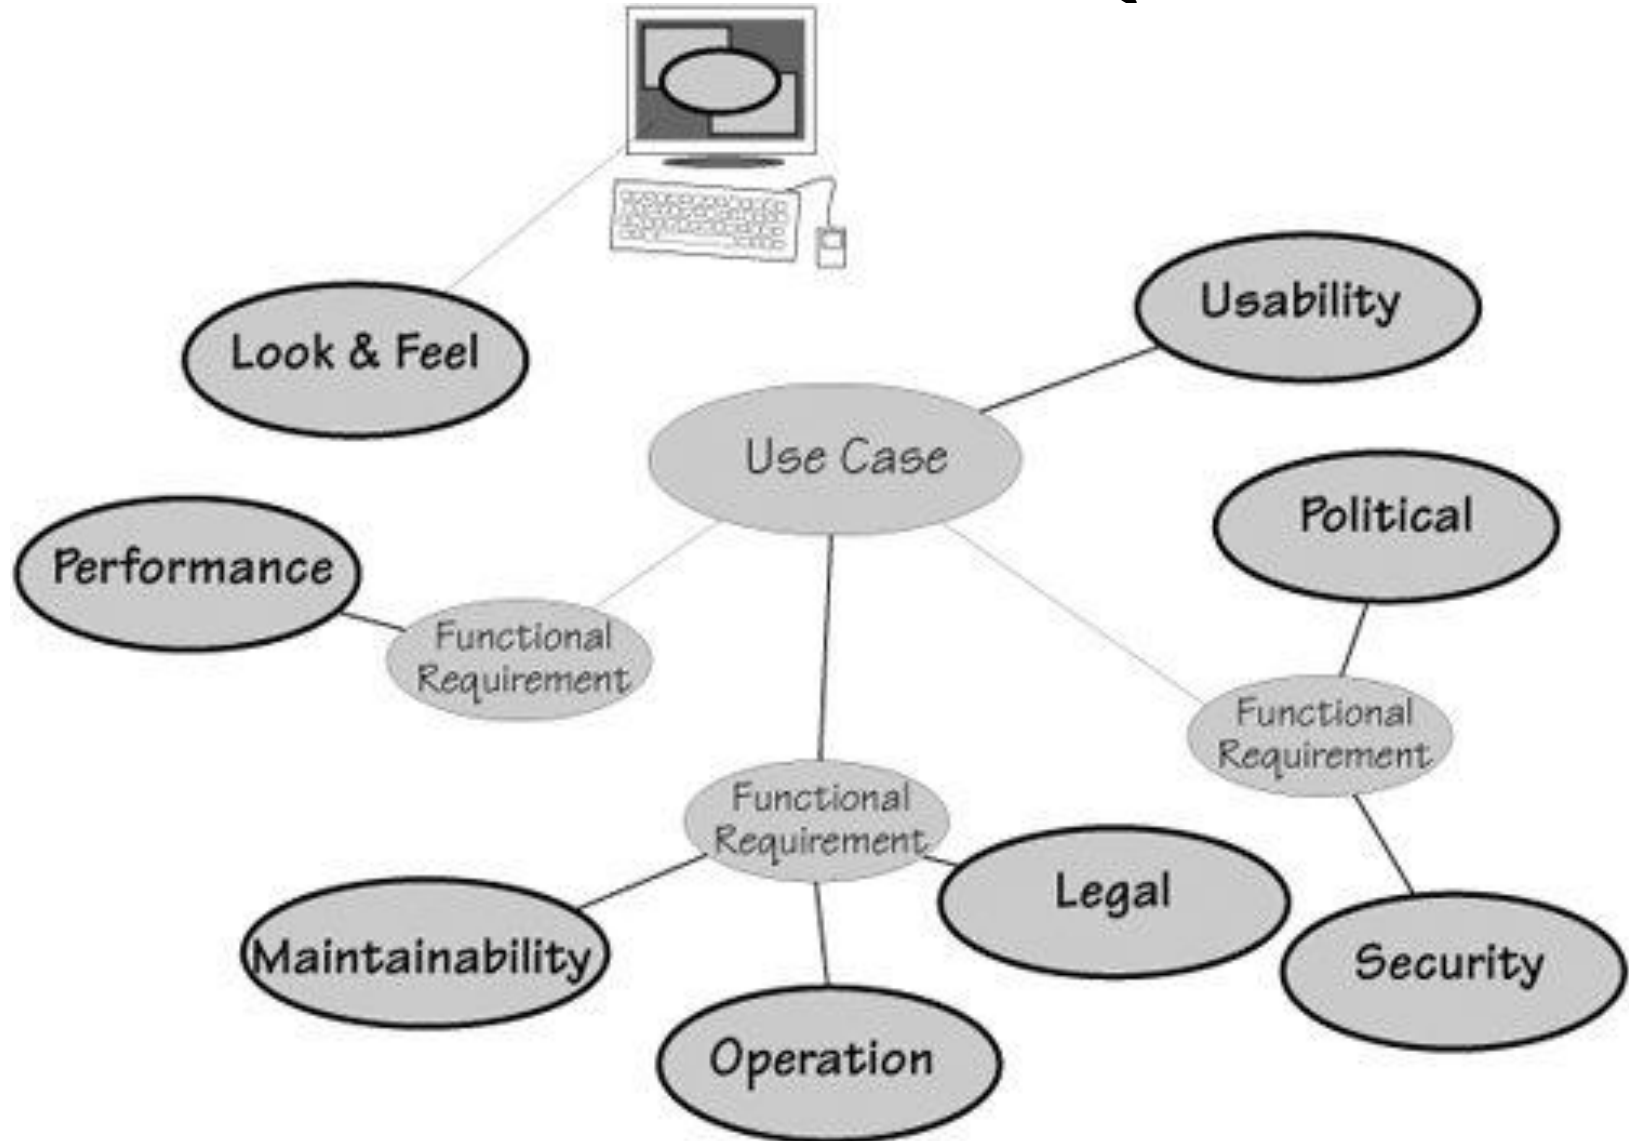 Usability
Look & Feel
Use Case
Political
Performance
Functional
Requirement
Functional
Requirement
Functional
Requirement
Legal
Maintainability
Security
Operation